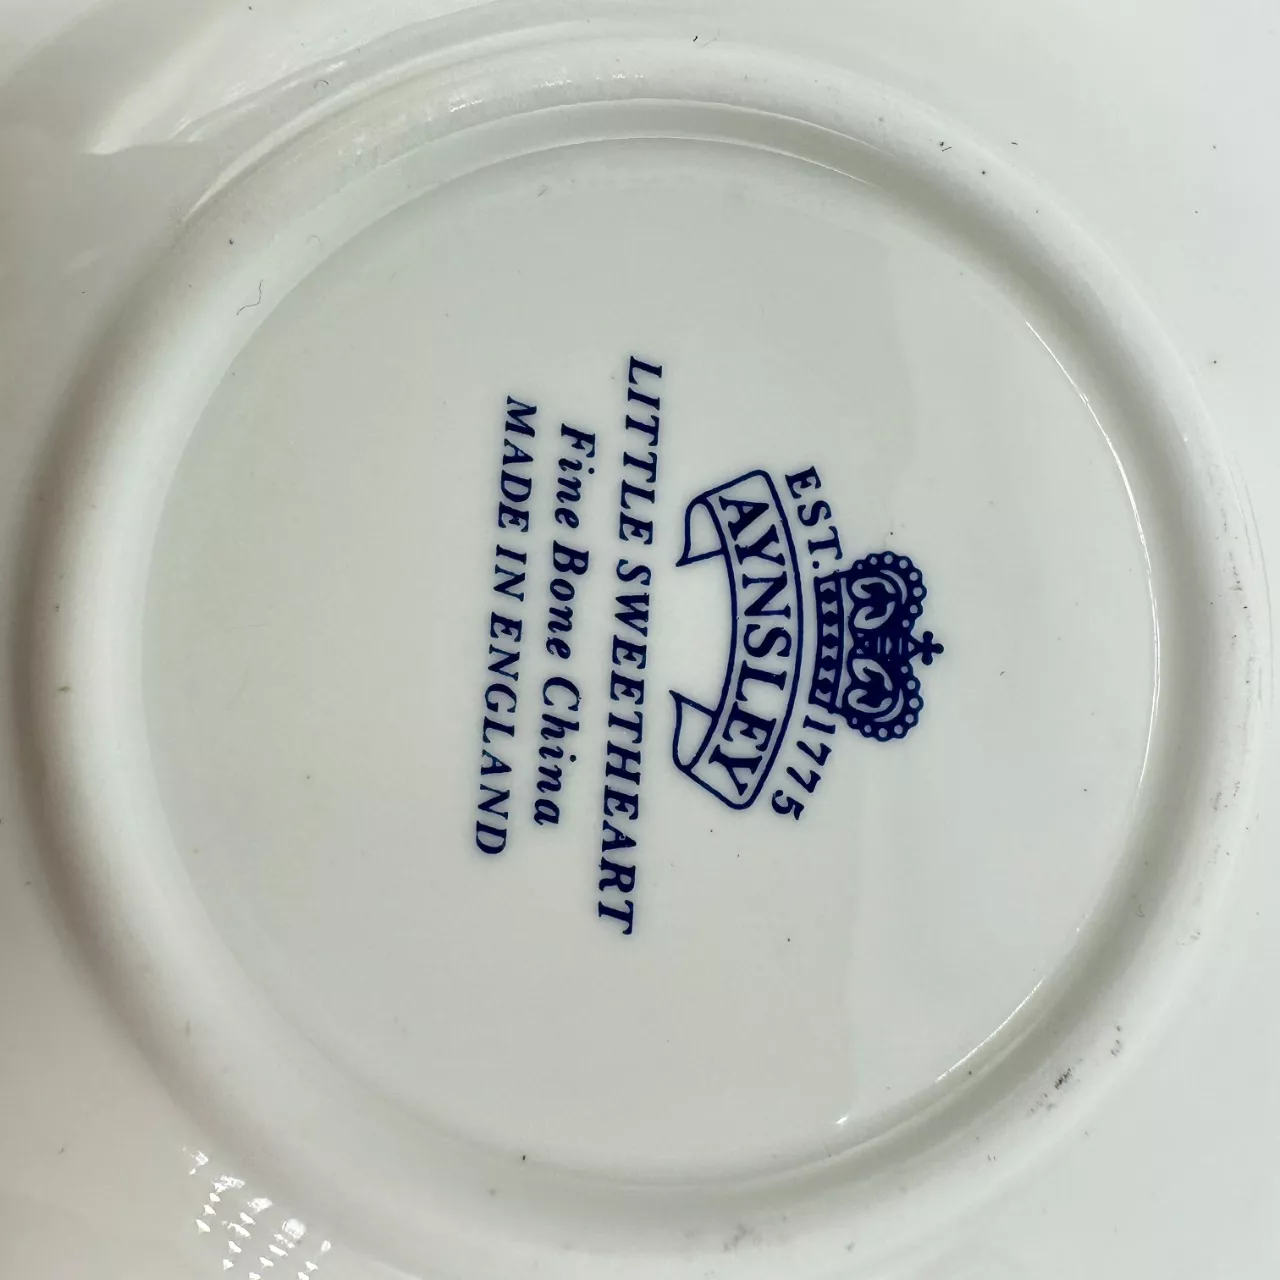 EST. 1775
AYNSLEY
LITTLE SWEETHEART
Fine Bone China
MADE IN ENGLAND